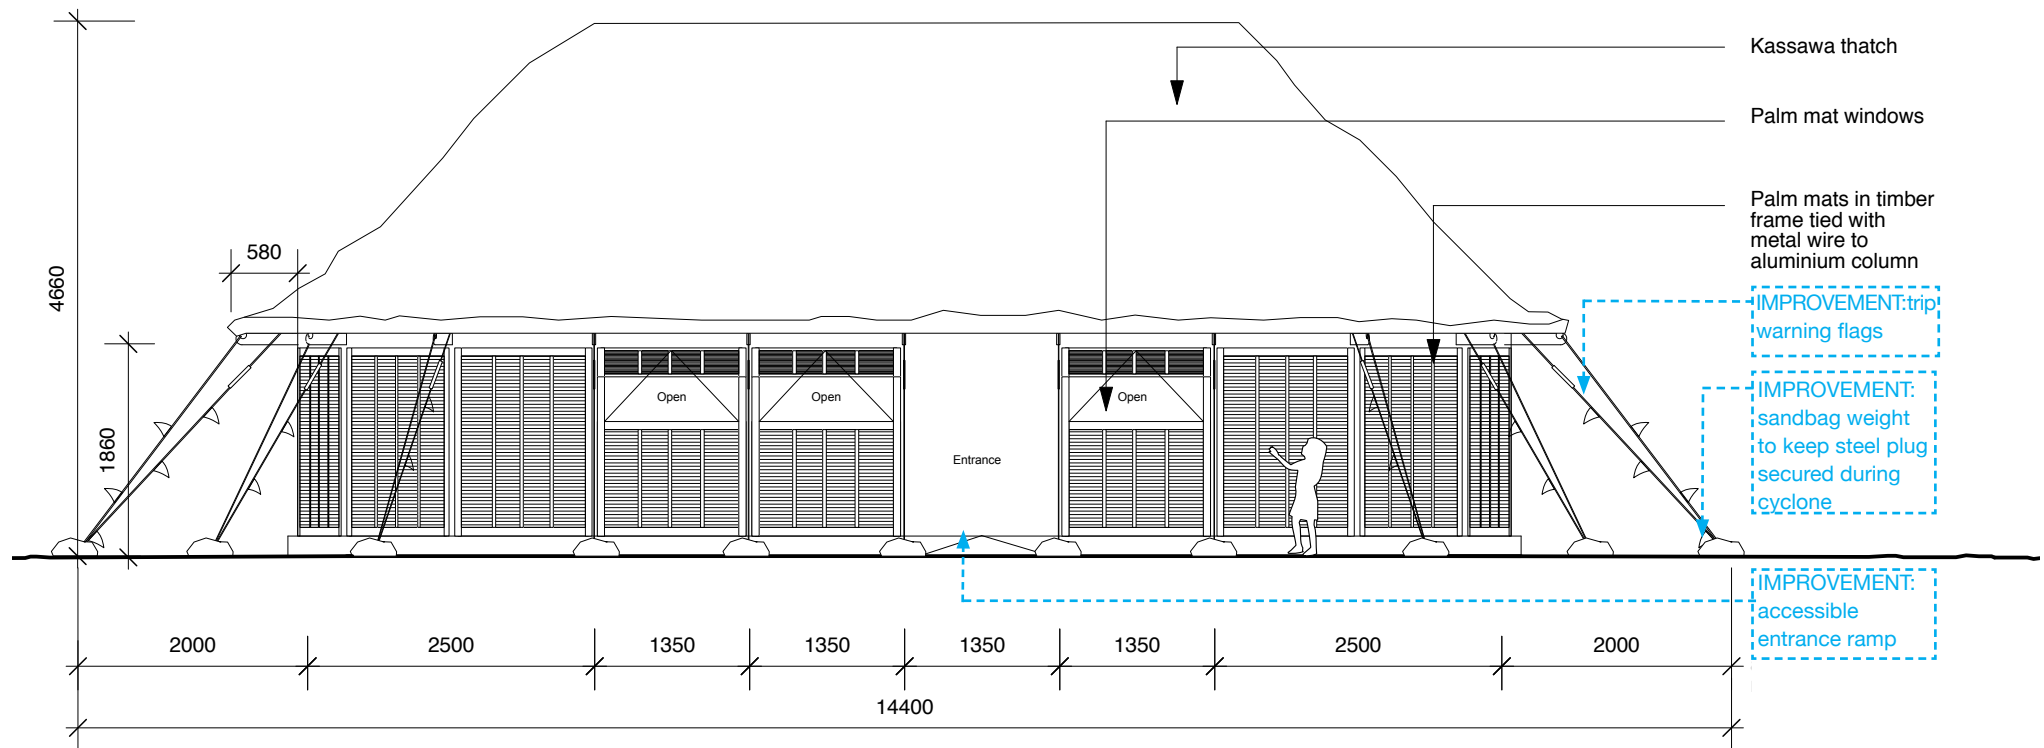 Kassawa thatch
Palm mat windows
Palm mats in timber
frame tied with
metal wire to
aluminium column
IMPROVEMENT:trip
warning flags
IMPROVEMENT:
sandbag weight
to keep steel plug
secured during
cyclone
IMPROVEMENT:
accessible
entrance ramp
4660
580
1860
Open
Open
Open
Entrance
2000
2500
1350
1350
1350
1350
2500
2000
14400